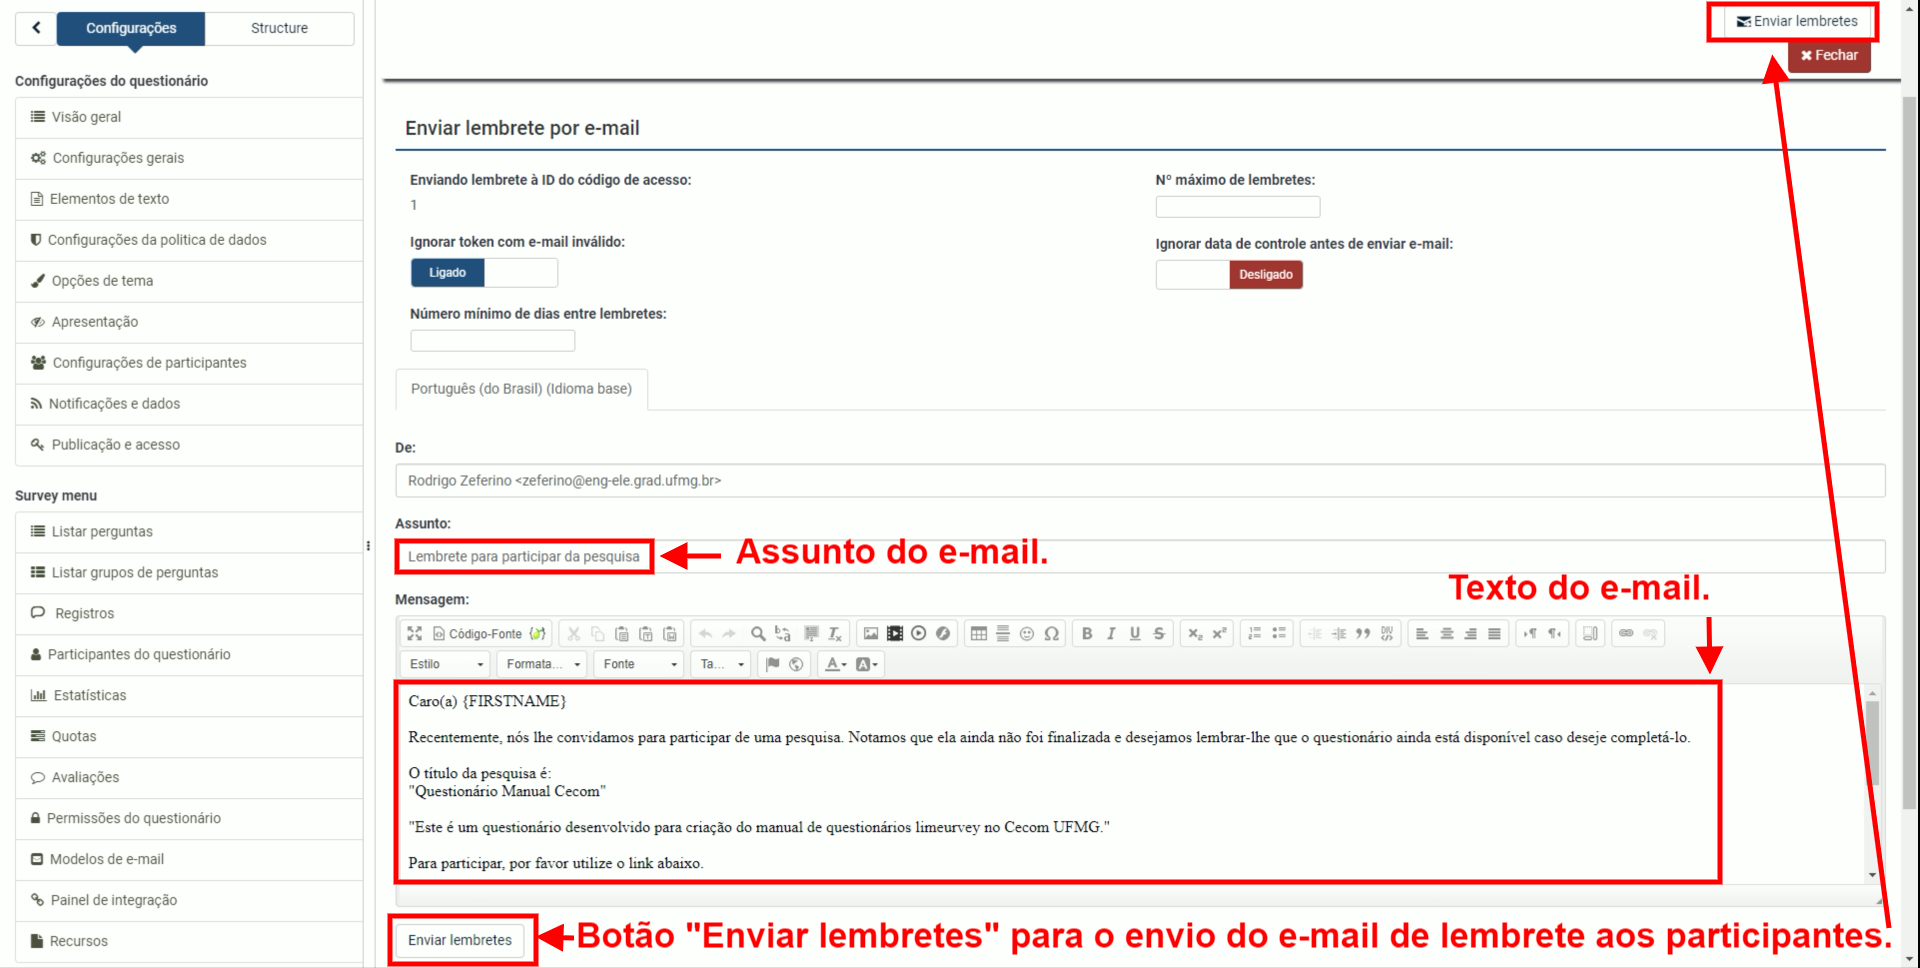 Configurações
Structure
Configurações do questionário
Visão geral
Configurações gerais
Elementos de texto
Configurações da politica de dados
Opções de tema
Apresentação
Configurações de participantes
Notificações e dados
Publicação e acesso
Survey menu
Listar perguntas
Listar grupos de perguntas
Registros
Participantes do questionário
Estatísticas
Quotas
Avaliações
Permissões do questionário
Modelos de e-mail
Painel de integração
Recursos
Enviar lembretes
Fechar
Enviar lembrete por e-mail
Enviando lembrete à ID do código de acesso:
1
Nº máximo de lembretes:
Ignorar token com e-mail inválido:
Ligado
Ignorar data de controle antes de enviar e-mail:
Desligado
Número mínimo de dias entre lembretes:
Português (do Brasil) (Idioma base)
De:
Rodrigo Zeferino <zeferino@eng-ele.grad.ufmg.br>
Assunto:
Lembrete para participar da pesquisa
Assunto do e-mail.
Texto do e-mail.
Mensagem:
Código-Fonte
Estilo
Formata...
Fonte
Ta...
Caro(a) {FIRSTNAME}
Recentemente, nós lhe convidamos para participar de uma pesquisa. Notamos que ela ainda não foi finalizada e desejamos lembrar-lhe que o questionário ainda está disponível caso deseje completá-lo.
O título da pesquisa é:
"Questionário Manual Cecom"
"Este é um questionário desenvolvido para criação do manual de questionários limeurvey no Cecom UFMG."
Para participar, por favor utilize o link abaixo.
Enviar lembretes
Botão "Enviar lembretes" para o envio do e-mail de lembrete aos participantes.